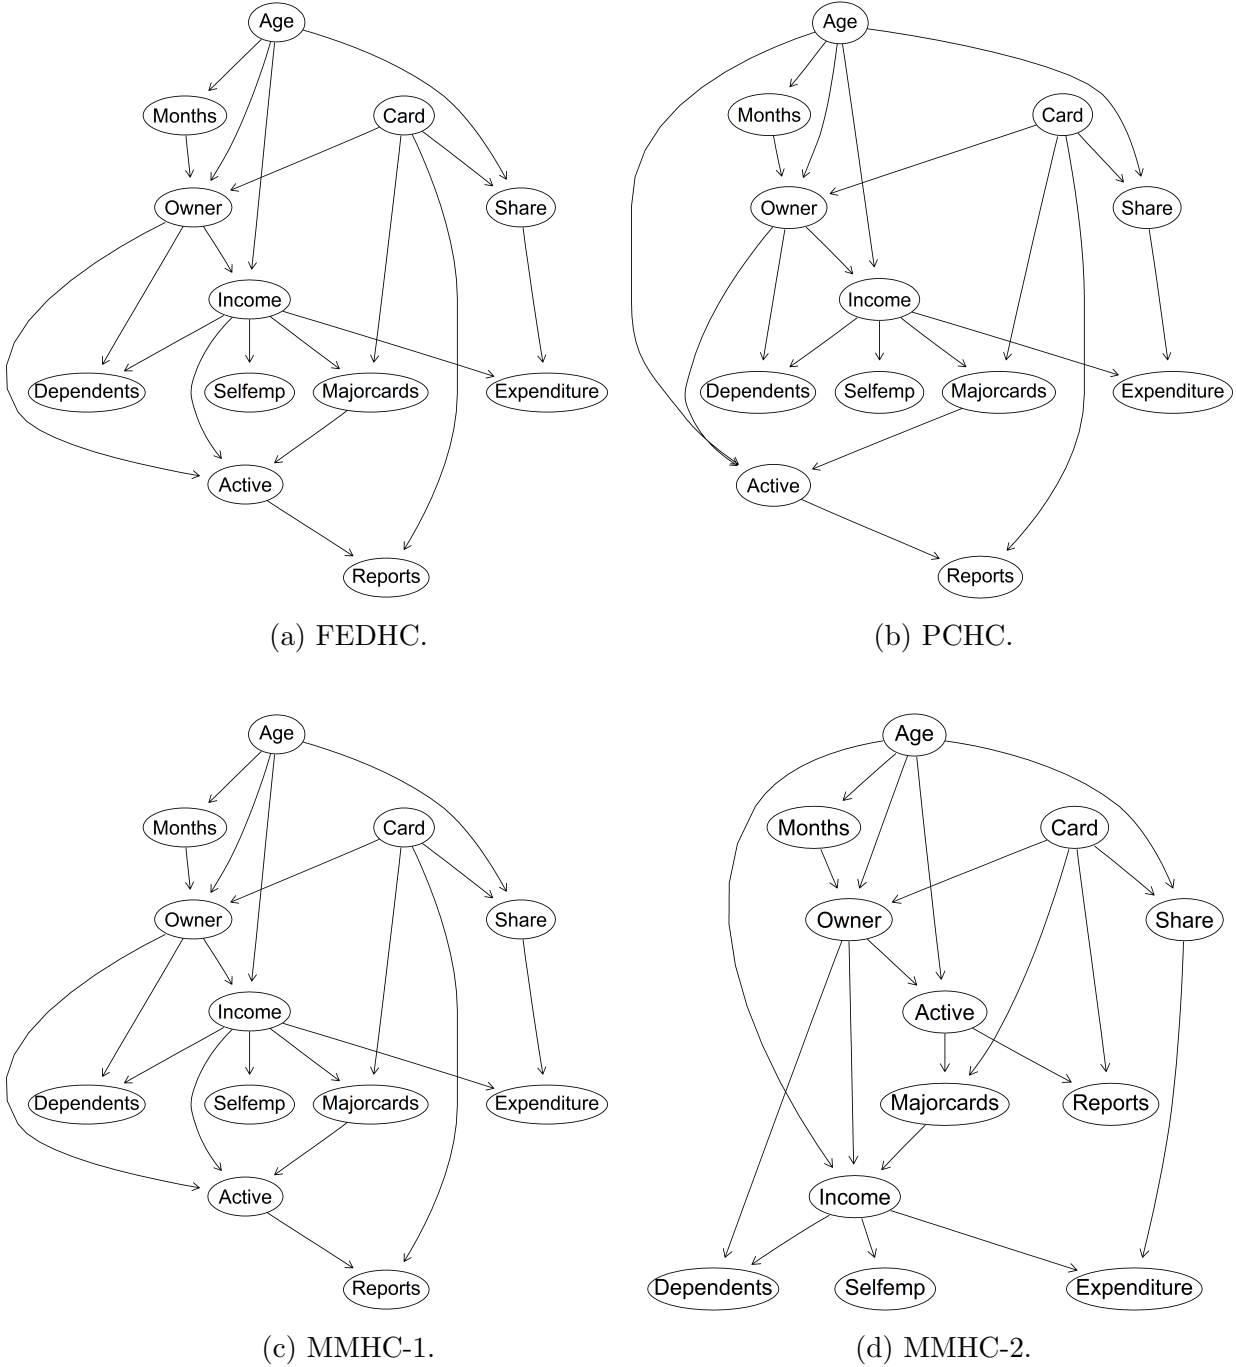 Age
Months
Card
Owner
Share
Income
Dependents
Selfemp
Majorcards
Expenditure
Active
Reports
(a) FEDHC.
Age
Months
Card
Owner
Share
Income
Dependents
Selfemp
Majorcards
Expenditure
Active
Reports
(b) PCHC.
Age
Months
Card
Owner
Share
Income
Dependents
Selfemp
Majorcards
Expenditure
Active
Reports
(c) MMHC-1.
Age
Months
Card
Owner
Share
Active
Majorcards
Reports
Income
Dependents
Selfemp
Expenditure
(d) MMHC-2.